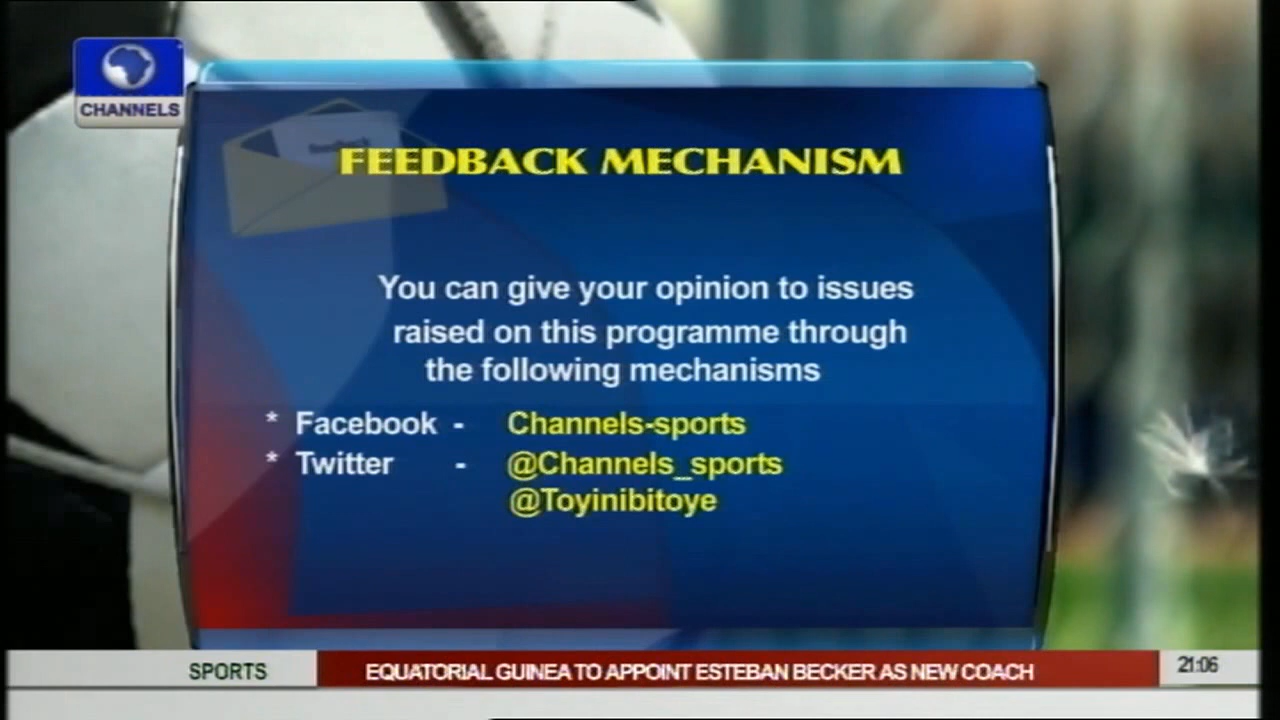 CHANNELS
FEEDBACK MECHANISM
You can give your opinion to issues
raised on this programme through
the following mechanisms
* Facebook - Channels-sports
* Twitter - @Channels_sports
@Toyinibitoye
SPORTS EQUATORIAL GUINEA TO APPOINT ESTEBAN BECKER AS NEW COACH 21:06